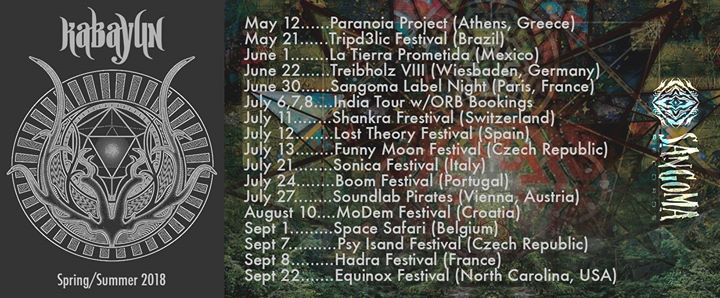 kabayun
Spring/Summer 2018
May 12......Paranoia Project (Athens, Greece)
May 21......Tripd3lic Festival (Brazil)
June 1........La Tierra Prometida (Mexico)
June 22......Treibholz VIII (Wiesbaden, Germany)
June 30......Sangoma Label Night (Paris, France)
July 6,7,8....India Tour w/ORB Bookings
July 11.......Shankra Frestival (Switzerland)
July 12.......Lost Theory Festival (Spain)
July 13.......Funny Moon Festival (Czech Republic)
July 21........Sonica Festival (Italy)
July 24.......Boom Festival (Portugal)
July 27.......Soundlab Pirates (Vienna, Austria)
August 10....MoDem Festival (Croatia)
Sept 1.........Space Safari (Belgium)
Sept 7..........Psy Isand Festival (Czech Republic)
Sept 8.........Hadra Festival (France)
Sept 22.......Equinox Festival (North Carolina, USA)
SANGOMA
RECORDS